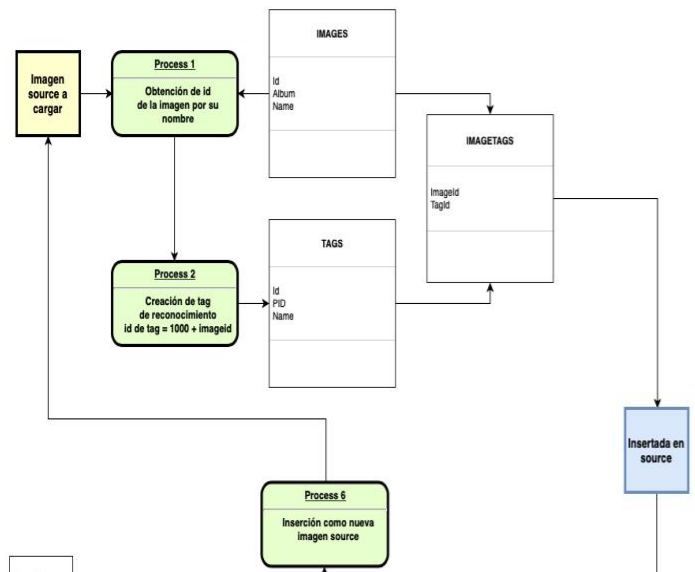 IMAGES
Process 1
Imagen
source a
cargar
Obtención de id
de la imagen por su
nombre
Id
Album
Name
IMAGETAGS
ImageId
TagId
TAGS
Process 2
Creación de tag
de reconocimiento
id de tag = 1000 + imageid
Id
PID
Name
Insertada en
source
Process 6
Inserción como nueva
imagen source